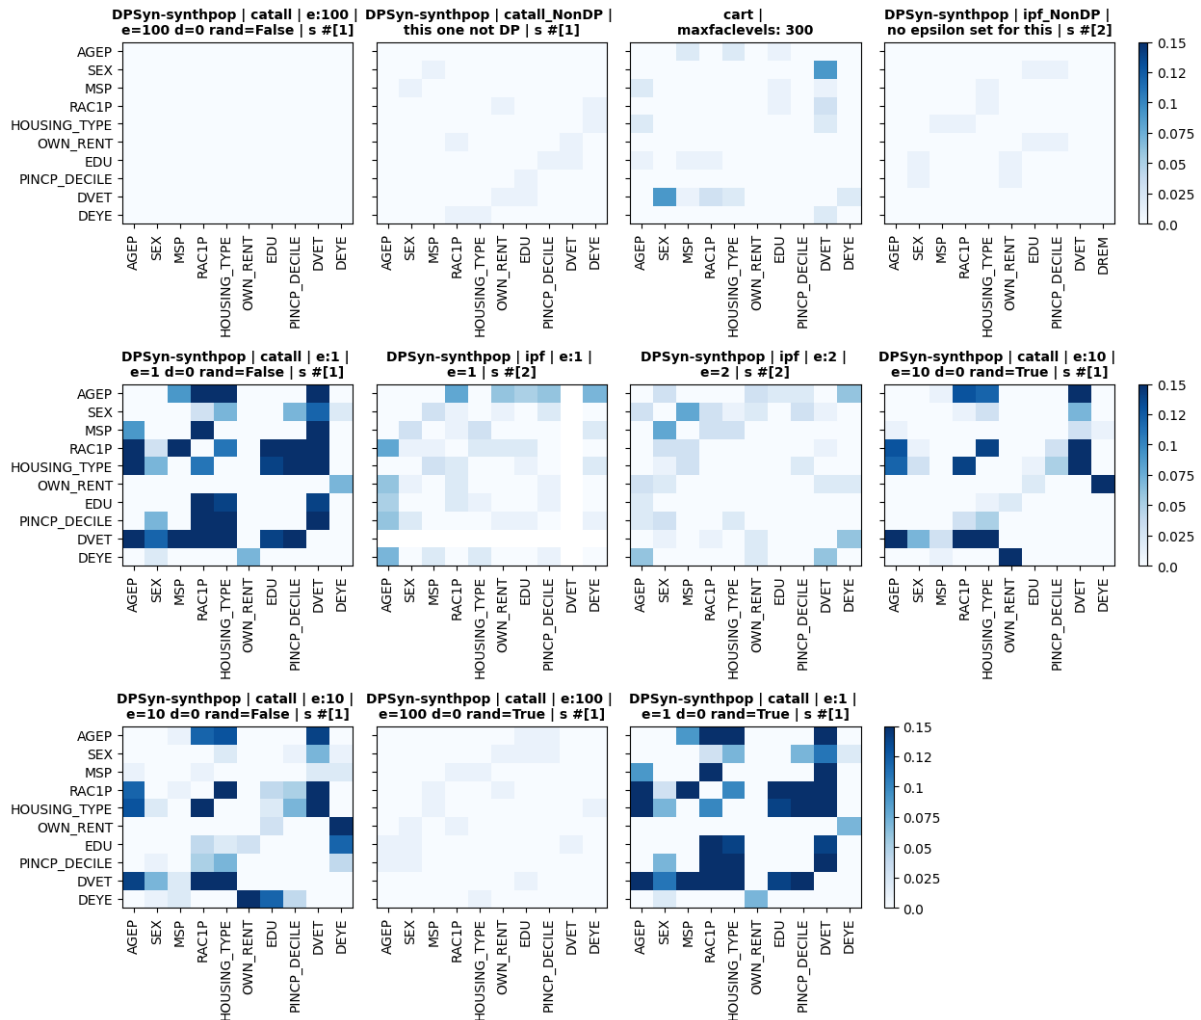 DPSyn-synthpop | catall | e:100 |
e=100 d=0 rand=False | s #[1]
DPSyn-synthpop | catall_NonDP |
this one not DP | s #[1]
cart |
maxfaclevels: 300
DPSyn-synthpop | ipf_NonDP |
no epsilon set for this | s #[2]
AGEP
SEX
MSP
RAC1P
HOUSING_TYPE
OWN_RENT
EDU
PINCP_DECILE
DVET
DEYE
AGEP
SEX
MSP
RAC1P
HOUSING_TYPE
OWN_RENT
EDU
PINCP_DECILE
DVET
DEYE
AGEP
SEX
MSP
RAC1P
HOUSING_TYPE
OWN_RENT
EDU
PINCP_DECILE
DVET
DEYE
AGEP
SEX
MSP
RAC1P
HOUSING_TYPE
OWN_RENT
EDU
PINCP_DECILE
DVET
DEYE
AGEP
SEX
MSP
RAC1P
HOUSING_TYPE
OWN_RENT
EDU
PINCP_DECILE
DVET
DREM
0.15
0.125
0.1
0.075
0.05
0.025
0.0
DPSyn-synthpop | catall | e:1 |
e=1 d=0 rand=False | s #[1]
DPSyn-synthpop | ipf | e:1 |
e=1 | s #[2]
DPSyn-synthpop | ipf | e:2 |
e=2 | s #[2]
DPSyn-synthpop | catall | e:10 |
e=10 d=0 rand=True | s #[1]
AGEP
SEX
MSP
RAC1P
HOUSING_TYPE
OWN_RENT
EDU
PINCP_DECILE
DVET
DEYE
AGEP
SEX
MSP
RAC1P
HOUSING_TYPE
OWN_RENT
EDU
PINCP_DECILE
DVET
DEYE
AGEP
SEX
MSP
RAC1P
HOUSING_TYPE
OWN_RENT
EDU
PINCP_DECILE
DVET
DEYE
AGEP
SEX
MSP
RAC1P
HOUSING_TYPE
OWN_RENT
EDU
PINCP_DECILE
DVET
DEYE
AGEP
SEX
MSP
RAC1P
HOUSING_TYPE
OWN_RENT
EDU
PINCP_DECILE
DVET
DEYE
0.15
0.125
0.1
0.075
0.05
0.025
0.0
DPSyn-synthpop | catall | e:10 |
e=10 d=0 rand=False | s #[1]
DPSyn-synthpop | catall | e:100 |
e=100 d=0 rand=True | s #[1]
DPSyn-synthpop | catall | e:1 |
e=1 d=0 rand=True | s #[1]
AGEP
SEX
MSP
RAC1P
HOUSING_TYPE
OWN_RENT
EDU
PINCP_DECILE
DVET
DEYE
AGEP
SEX
MSP
RAC1P
HOUSING_TYPE
OWN_RENT
EDU
PINCP_DECILE
DVET
DEYE
AGEP
SEX
MSP
RAC1P
HOUSING_TYPE
OWN_RENT
EDU
PINCP_DECILE
DVET
DEYE
AGEP
SEX
MSP
RAC1P
HOUSING_TYPE
OWN_RENT
EDU
PINCP_DECILE
DVET
DEYE
0.15
0.125
0.1
0.075
0.05
0.025
0.0